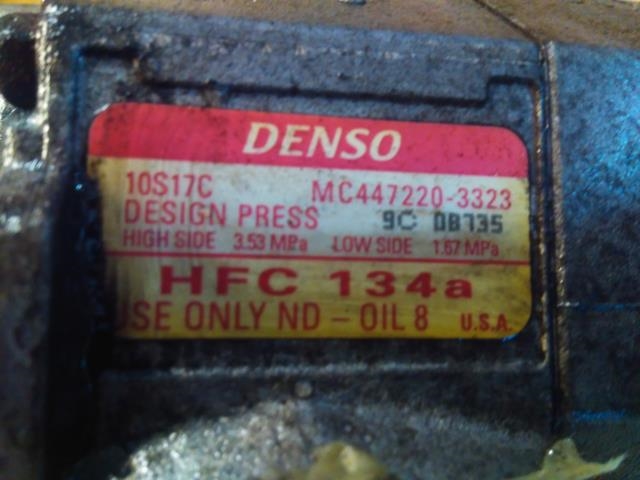 DENSO
10S17C MC447220-3323
DESIGN PRESS 9C DB735
HIGH SIDE 3.53 MPa LOW SIDE 1.67 MPa
HFC 134a
USE ONLY ND-OIL 8 U.S.A.